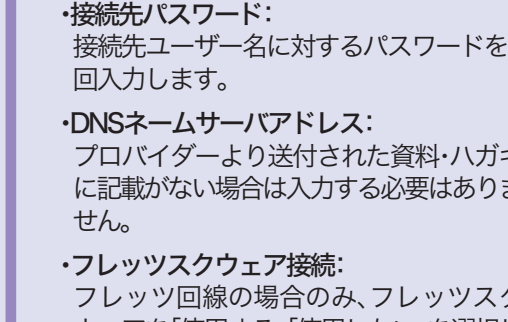 ・接続先パスワード：
接続先ユーザー名に対するパスワードを
回入力します。
・DNSネームサーバアドレス：
プロバイダーより送付された資料・ハガキ
に記載がない場合は入力する必要はありま
せん。
・フレッツスクウェア接続：
フレッツ回線の場合のみ、フレッツスク